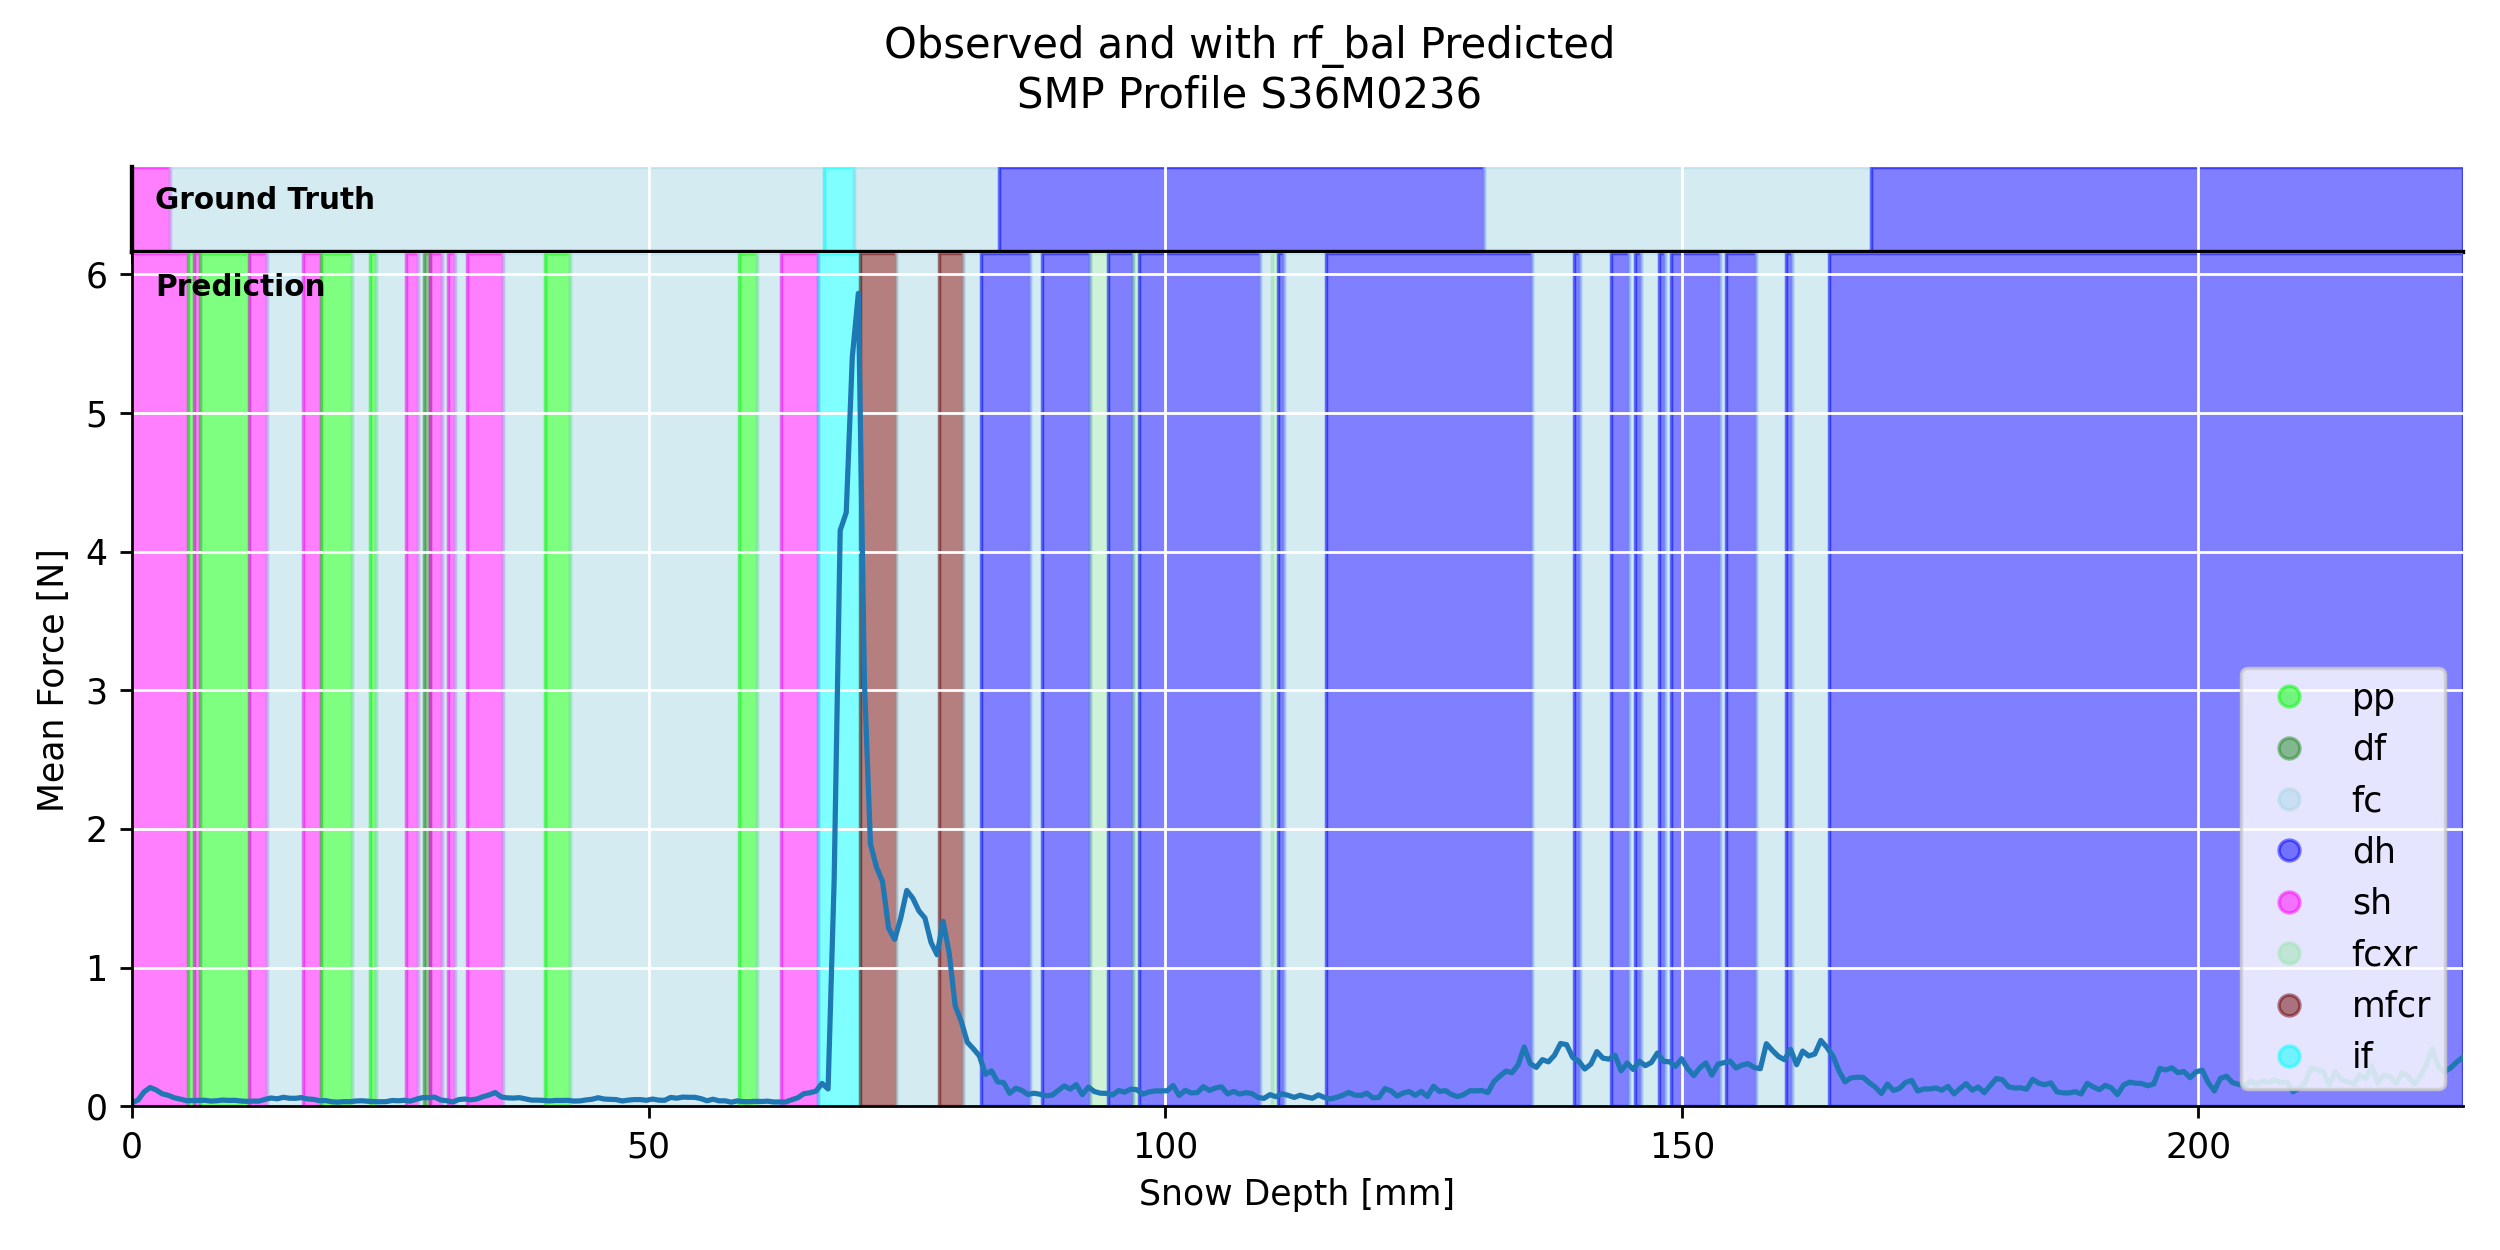 Observed and with rf_bal Predicted
SMP Profile S36M0236
Ground Truth
Prediction
6
5
4
3
2
1
0
Mean Force [N]
0 50 100 150 200
Snow Depth [mm]
pp
df
fc
dh
sh
fcxr
mfcr
if